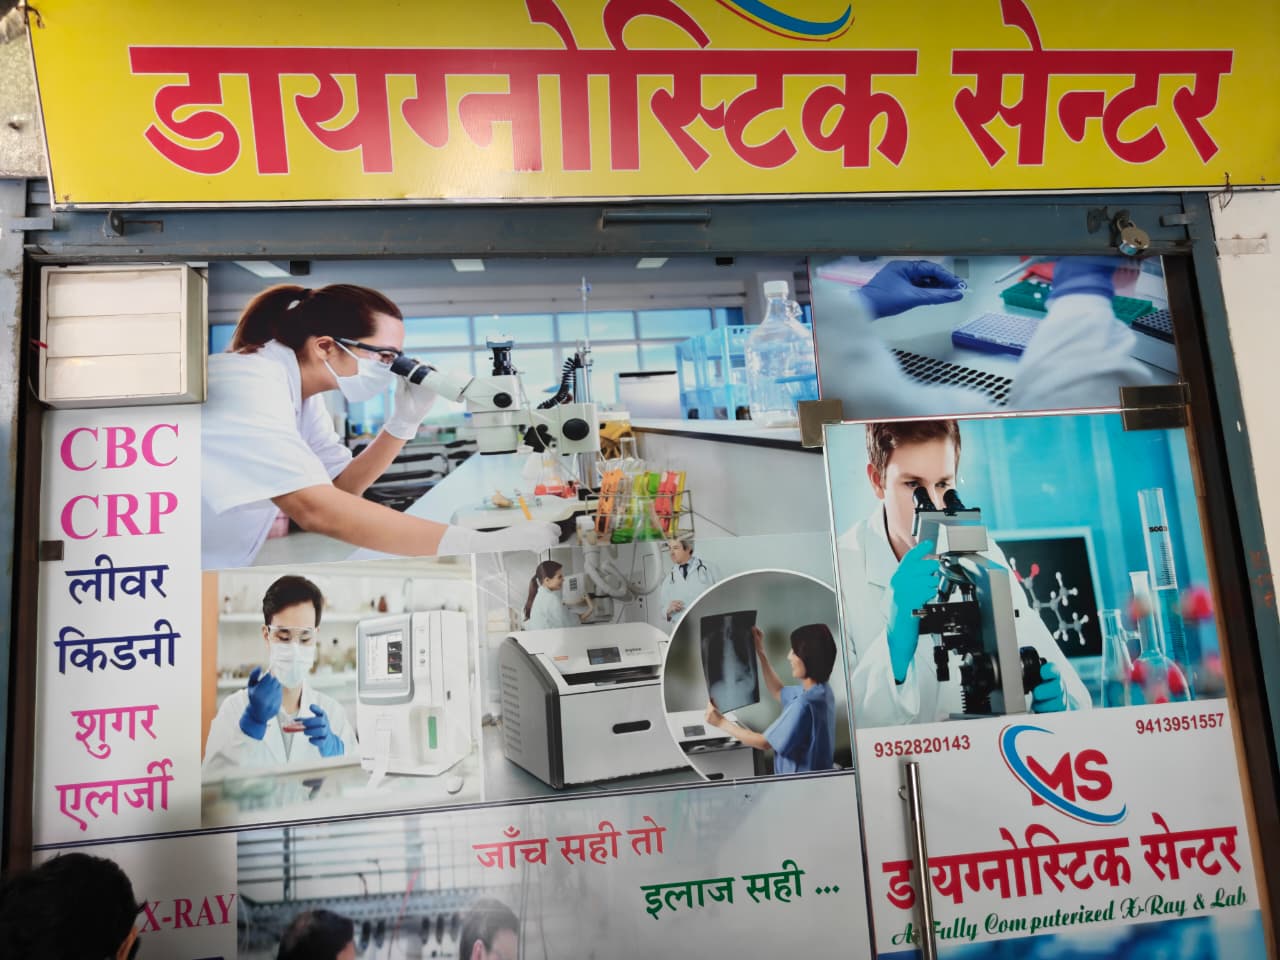 डायग्नोस्टिक सेन्टर
CBC
CRP
लीवर
किडनी
शुगर
एलर्जी
X-RAY
जाँच सही तो
इलाज सही ...
9352820143
9413951557
MS
डायग्नोस्टिक सेन्टर
A Fully Computerized X-Ray & Lab